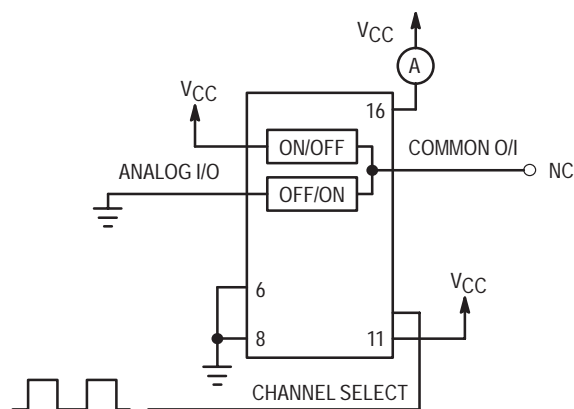 VCC
A
VCC
16
ON/OFF
COMMON O/I
ANALOG I/O
NC
OFF/ON
VCC
6
8
11
CHANNEL SELECT